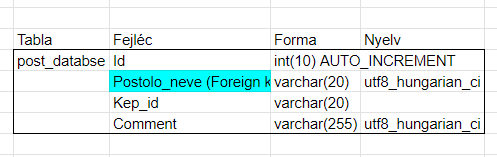 Tabla Fejléc Forma Nyelv
post_databse Id int(10) AUTO_INCREMENT
Postolo_neve (Foreign k varchar(20) utf8_hungarian_ci
Kep_id varchar(20)
Comment varchar(255) utf8_hungarian_ci